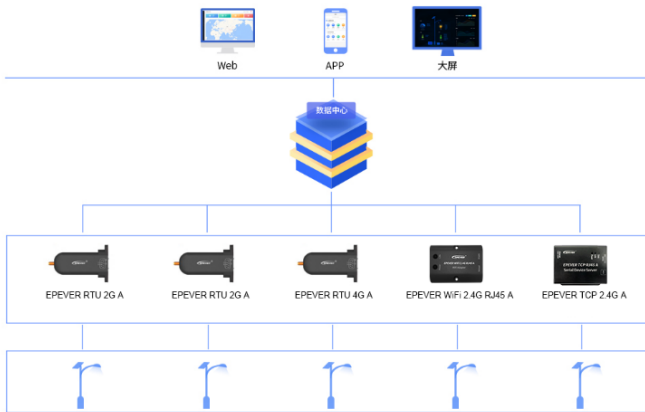 Web
APP
大屏
数据中心
EPEVER RTU 2G A
EPEVER RTU 2G A
EPEVER RTU 4G A
EPEVER WiFi 2.4G RJ45 A
EPEVER TCP 2.4G A